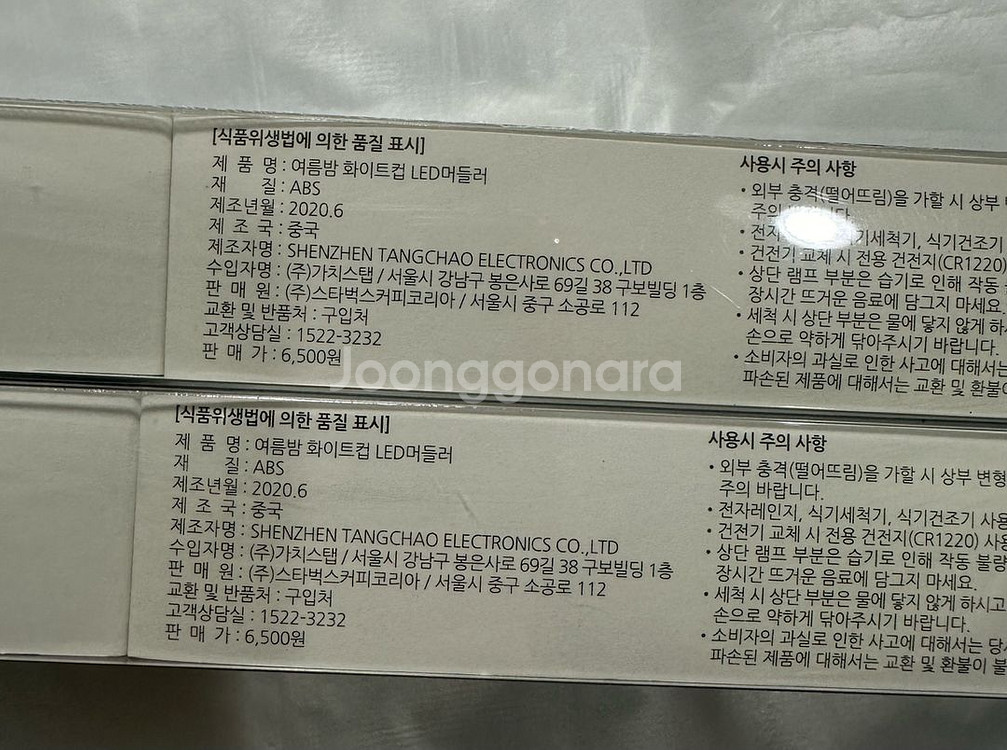 [식품위생법에 의한 품질 표시]
제 품 명 : 여름밤 화이트컵 LED머들러
재 질 : ABS
제조년월 : 2020.6
제 조 국 : 중국
제조자명 : SHENZHEN TANGCHAO ELECTRONICS CO.,LTD
수입자명 : (주)가치스탭 / 서울시 강남구 봉은사로 69길 38 구보빌딩 1층
판 매 원 : (주)스타벅스커피코리아 / 서울시 중구 소공로 112
교환 및 반품처 : 구입처
고객상담실 : 1522-3232
판 매 가 : 6,500원
사용시 주의 사항
• 외부 충격(떨어뜨림)을 가할 시 상부
주의
• 전자 기세척기, 식기건조기
• 건전기 교체 시 전용 건전지(CR1220)
• 상단 램프 부분은 습기로 인해 작동
장시간 뜨거운 음료에 담그지 마세요.
• 세척 시 상단 부분은 물에 닿지 않게 하
손으로 약하게 닦아주시기 바랍니다.
• 소비자의 과실로 인한 사고에 대해서는
파손된 제품에 대해서는 교환 및 환불이
Joonggonara
[식품위생법에 의한 품질 표시]
제 품 명 : 여름밤 화이트컵 LED머들러
재 질 : ABS
제조년월 : 2020.6
제 조 국 : 중국
제조자명 : SHENZHEN TANGCHAO ELECTRONICS CO.,LTD
수입자명 : (주)가치스탭 / 서울시 강남구 봉은사로 69길 38 구보빌딩 1층
판 매 원 : (주)스타벅스커피코리아 / 서울시 중구 소공로 112
교환 및 반품처 : 구입처
고객상담실 : 1522-3232
판 매 가 : 6,500원
사용시 주의 사항
• 외부 충격(떨어뜨림)을 가할 시 상부 변형
주의 바랍니다.
• 전자레인지, 식기세척기, 식기건조기 사용
• 건전기 교체 시 전용 건전지(CR1220) 사용
• 상단 램프 부분은 습기로 인해 작동 불량
장시간 뜨거운 음료에 담그지 마세요.
• 세척 시 상단 부분은 물에 닿지 않게 하시고
손으로 약하게 닦아주시기 바랍니다.
• 소비자의 과실로 인한 사고에 대해서는 당
파손된 제품에 대해서는 교환 및 환불이 불